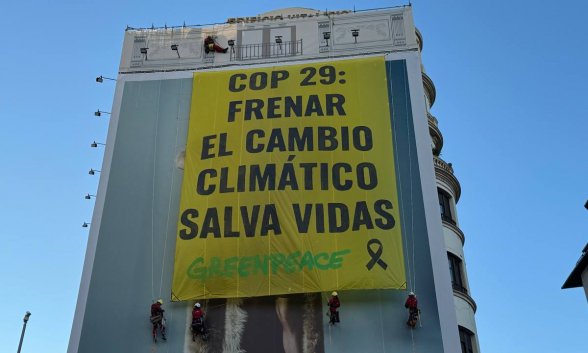 COP 29:
FRENAR
EL CAMBIO
CLIMÁTICO
SALVA VIDAS
GREENPEACE